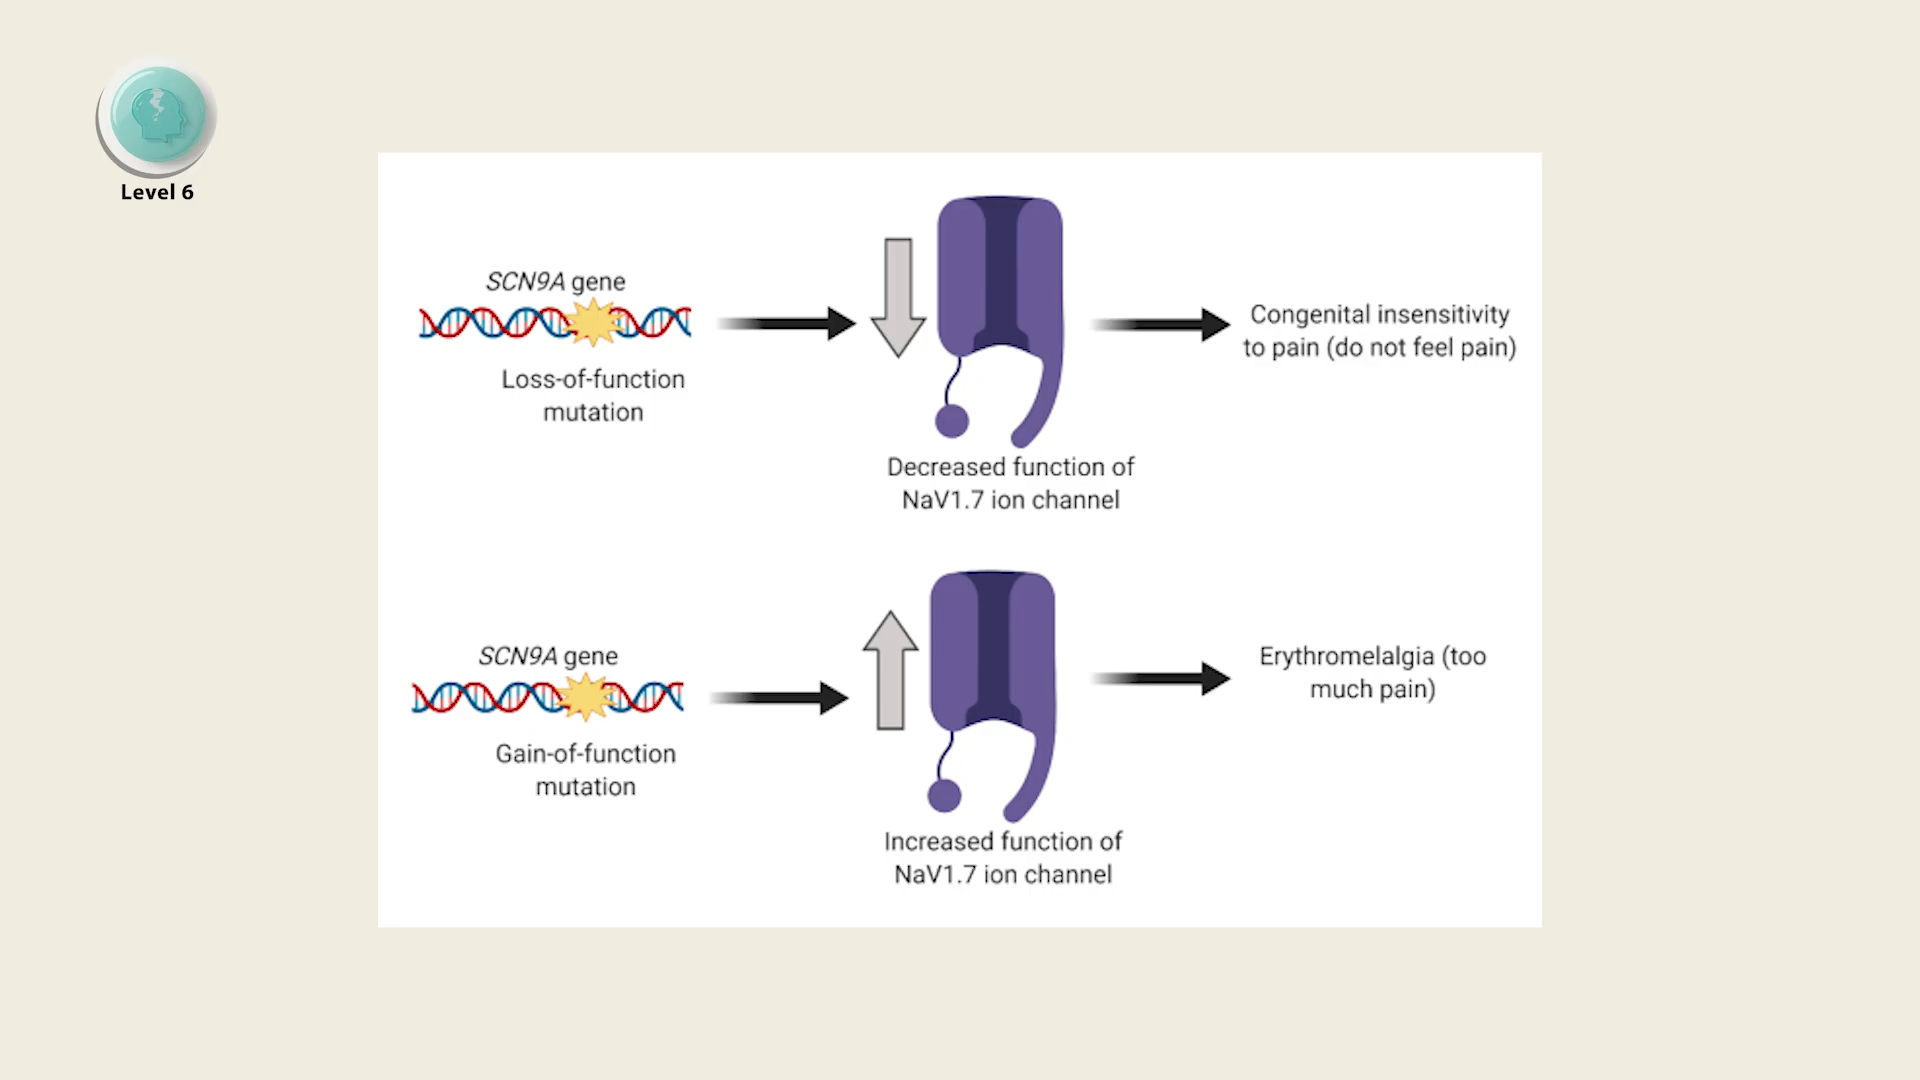 Level 6
SCN9A gene
Loss-of-function
mutation
Decreased function of
NaV1.7 ion channel
Congenital insensitivity
to pain (do not feel pain)
SCN9A gene
Gain-of-function
mutation
Increased function of
NaV1.7 ion channel
Erythromelalgia (too
much pain)